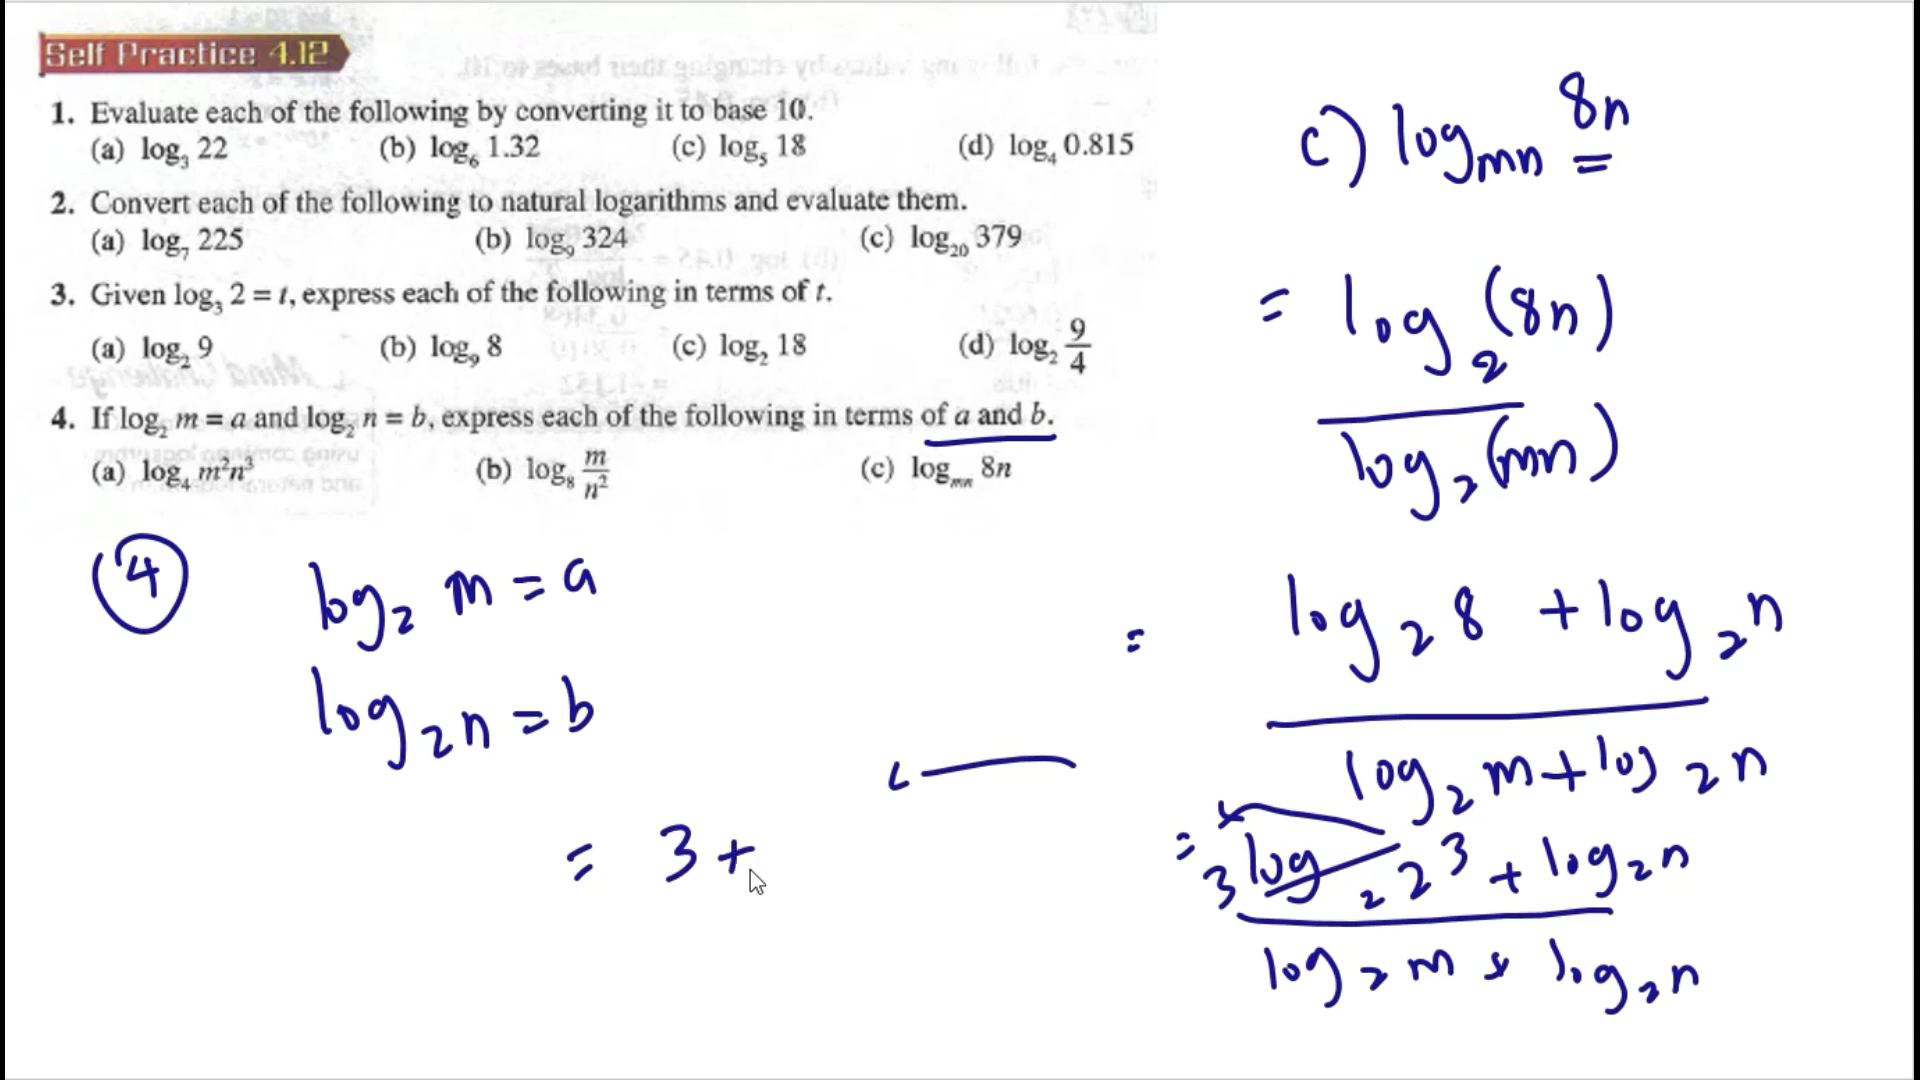 Self Practice 4.12
1. Evaluate each of the following by converting it to base 10.
(a) log₃ 22 (b) log₆ 1.32 (c) log₅ 18 (d) log₄ 0.815
2. Convert each of the following to natural logarithms and evaluate them.
(a) log₇ 225 (b) log₉ 324 (c) log₂₀ 379
3. Given log₃ 2 = t, express each of the following in terms of t.
(a) log₂ 9 (b) log₉ 8 (c) log₂ 18 (d) log₂ 9/4
4. If log₂ m = a and log₂ n = b, express each of the following in terms of a and b.
(a) log₄ m²n³ (b) log₈ m/n² (c) logₘₙ 8n
4
log₂ m = a
log₂ n = b
= 3 +
c) logₘₙ 8n
= log₂ (8n)
log₂ (mn)
= log₂ 8 + log₂ n
log₂ m + log₂ n
= 3 log₂ 2³ + log₂ n
log₂ m + log₂ n